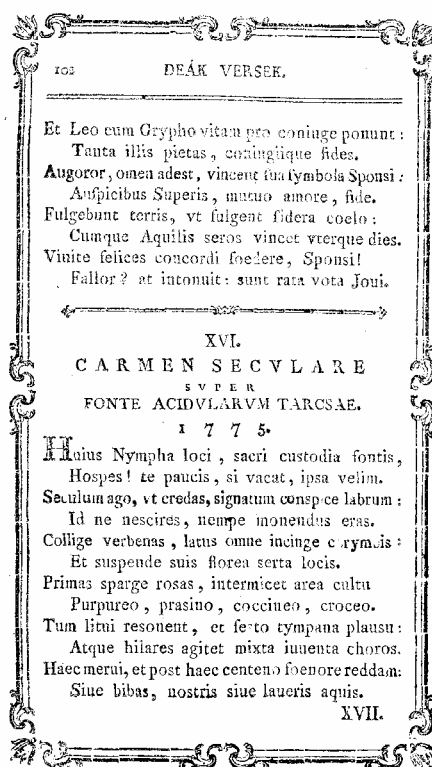 102 DEÁK VERSEK.
Et Leo cum Grypho vitam pro coniuge ponunt:
Tanta illis pietas, coniugiique fides.
Augoror, omen adest, vincent sua symbola Sponsi:
Auspicibus Superis, mutuo amore, fide.
Fulgebunt terris, vt fulgent sidera coelo:
Cumque Aquilis seros vincet vterque dies.
Viuite felices concordi foedere, Sponsi!
Fallor? at intonuit: sunt rata vota Joui.
XVI.
CARMEN SECVLARE
SVPER
FONTE ACIDVLARVM TARCSAE.
1775.
Huius Nympha loci, sacri custodia fontis,
Hospes! te paucis, si vacat, ipsa velim.
Seculum ago, vt credas, signatum conspice labrum:
Id ne nescires, nempe monendus eras.
Collige verbenas, latus omne incinge corymbis:
Et suspende suis florea serta locis.
Primas sparge rosas, intermicet area cultu
Purpureo, prasino, coccineo, croceo.
Tum litui resonent, et festo tympana plausu:
Atque hilares agitet mixta iuuenta choros.
Haec merui, et post haec centeno foenore reddam:
Siue bibas, nostris siue laueris aquis.
XVII.